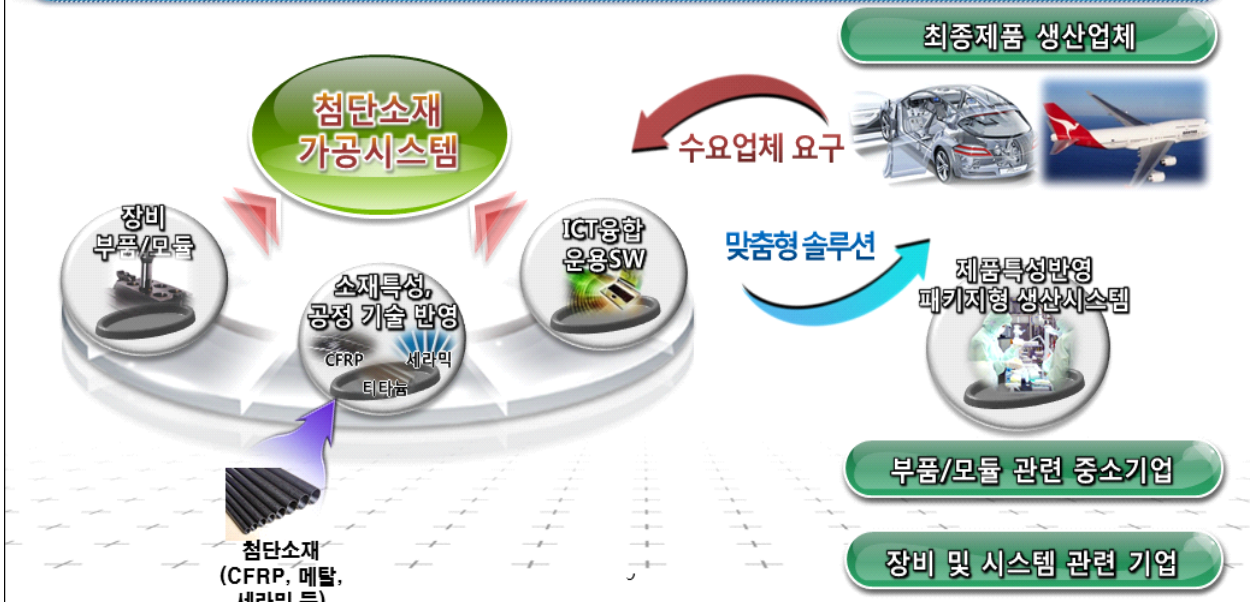 최종제품 생산업체
첨단소재
가공시스템
수요업체 요구
장비
부품/모듈
ICT융합
운용SW
맞춤형 솔루션
소재특성,
공정 기술 반영
CFRP
세라믹
티타늄
제품특성반영
패키지형 생산시스템
부품/모듈 관련 중소기업
첨단소재
(CFRP, 메탈,
세라믹 등)
장비 및 시스템 관련 기업